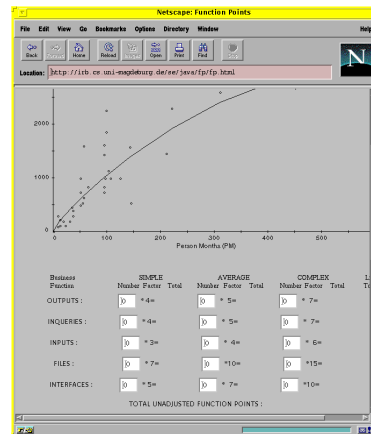 Netscape: Function Points
File Edit View Go Bookmarks Options Directory Window Help
Back Forward Home Reload Images Open Print Find Stop
N
Location: http://irb.cs.uni-magdeburg.de/se/java/fp/fp.html
2000
1000
0
0 100 200 300 400 500
Person Months (PM)
Business SIMPLE AVERAGE COMPLEX
Function Number Factor Total Number Factor Total Number Factor Total
OUTPUTS : 0 * 4= 0 * 5= 0 * 7=
INQUERIES : 0 * 4= 0 * 5= 0 * 7=
INPUTS : 0 * 3= 0 * 4= 0 * 6=
FILES : 0 * 7= 0 *10= 0 *15=
INTERFACES : 0 * 5= 0 * 7= 0 *10=
TOTAL UNADJUSTED FUNCTION POINTS :